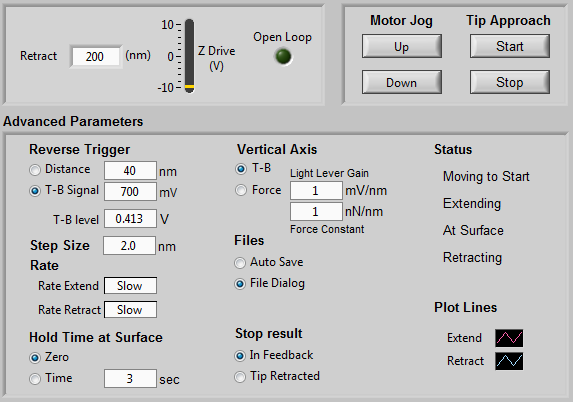 Retract 200 (nm)
10
0
-10
Z Drive
(V)
Open Loop
Motor Jog
Up
Down
Tip Approach
Start
Stop
Advanced Parameters
Reverse Trigger
Distance 40 nm
T-B Signal 700 mV
T-B level 0.413 V
Step Size 2.0 nm
Rate
Rate Extend Slow
Rate Retract Slow
Hold Time at Surface
Zero
Time 3 sec
Vertical Axis
T-B
Force
Light Lever Gain
1 mV/nm
1 nN/nm
Force Constant
Files
Auto Save
File Dialog
Stop result
In Feedback
Tip Retracted
Status
Moving to Start
Extending
At Surface
Retracting
Plot Lines
Extend
Retract